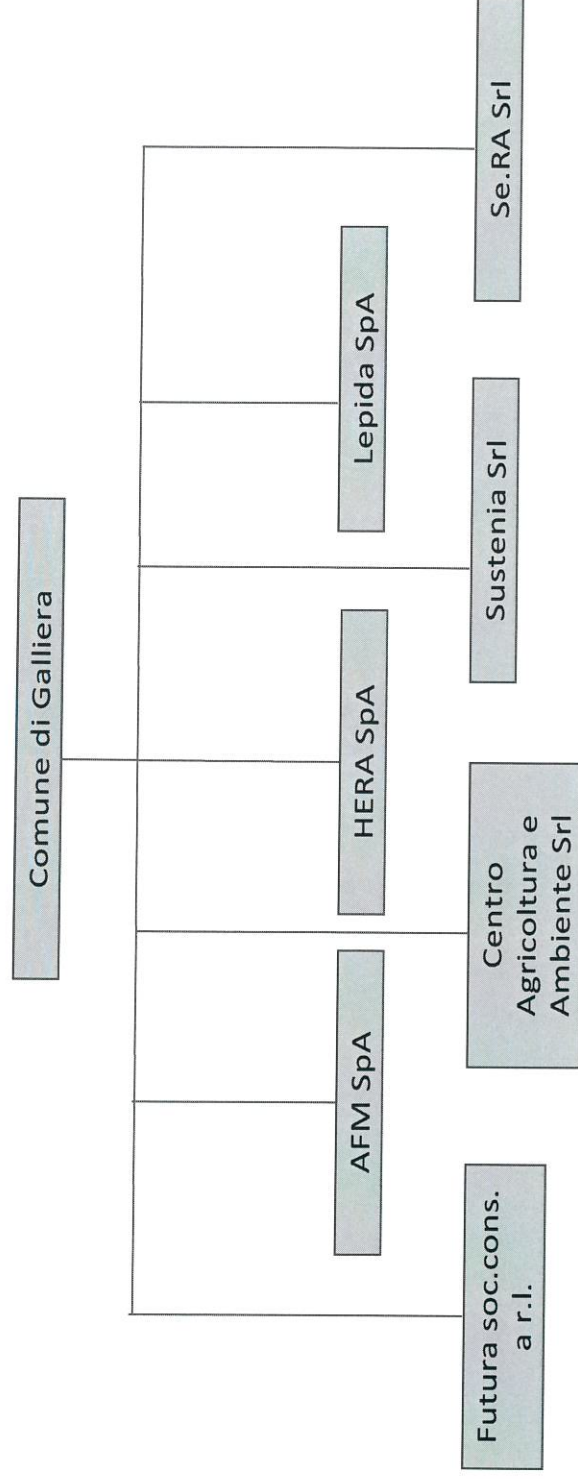 Comune di Galliera
AFM SpA
HERA SpA
Lepida SpA
Futura soc.cons.
a r.l.
Centro
Agricoltura e
Ambiente Srl
Sustenia Srl
Se.RA Srl